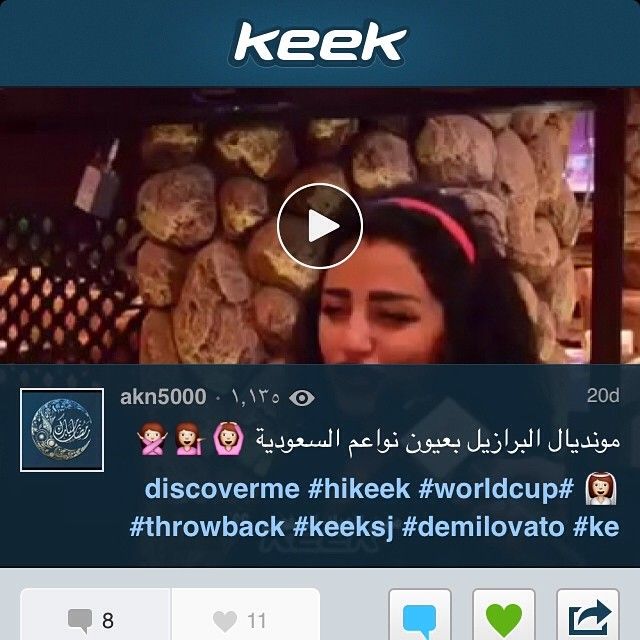 keek
akn5000 · ١,١٣٥
20d
مونديال البرازيل بعيون نواعم السعودية 🙆💁🙅
👰 #discoverme #hikeek #worldcup
#throwback #keeksj #demilovato #ke
8
11